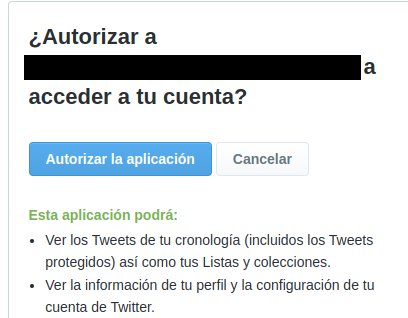 ¿Autorizar a
a
acceder a tu cuenta?
Autorizar la aplicación Cancelar
Esta aplicación podrá:
• Ver los Tweets de tu cronología (incluidos los Tweets
protegidos) así como tus Listas y colecciones.
• Ver la información de tu perfil y la configuración de tu
cuenta de Twitter.